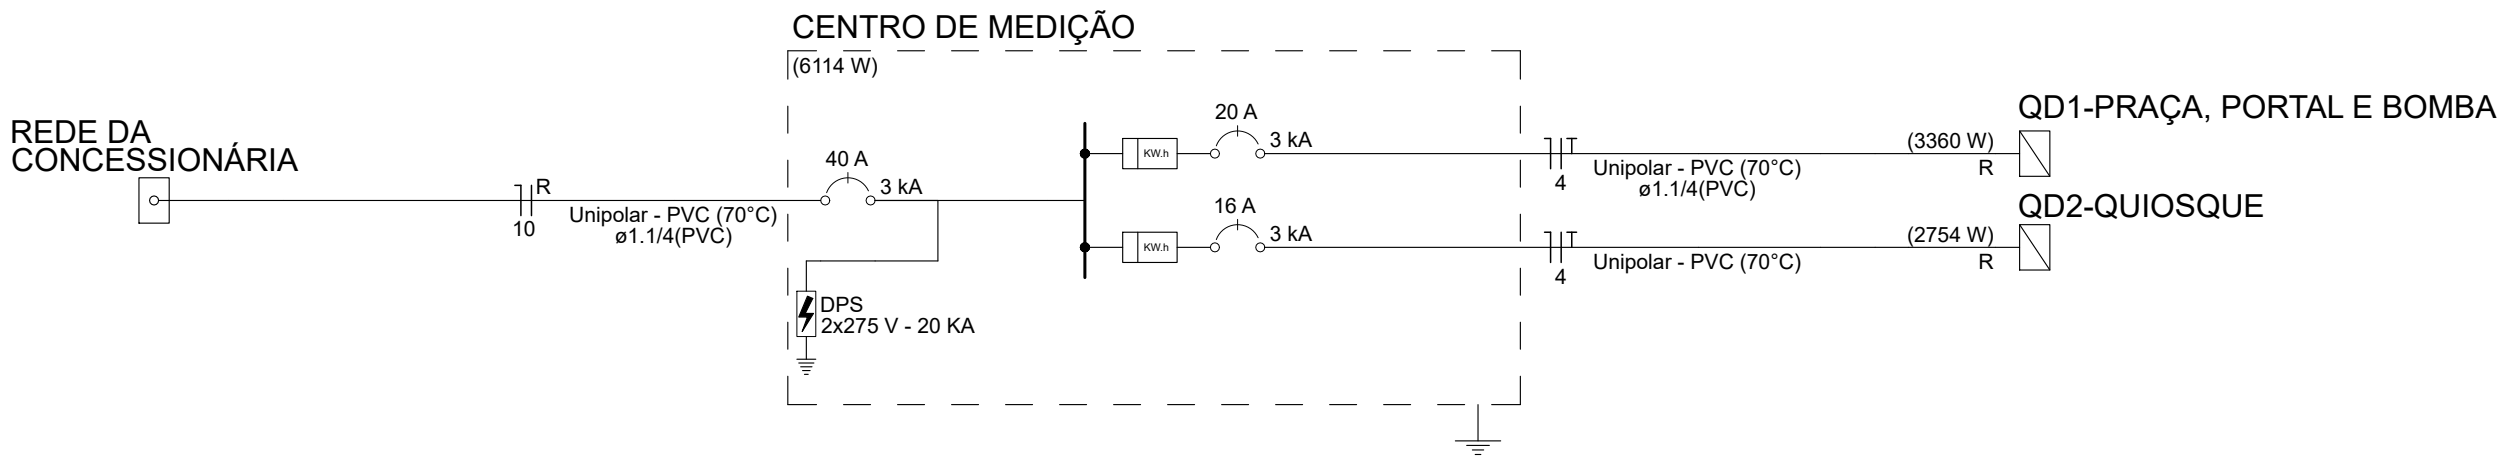 CENTRO DE MEDIÇÃO
(6114 W)
REDE DA
CONCESSIONÁRIA
R
10
Unipolar - PVC (70°C)
ø1.1/4(PVC)
40 A
3 kA
DPS
2x275 V - 20 KA
KW.h
20 A
3 kA
4
Unipolar - PVC (70°C)
ø1.1/4(PVC)
(3360 W)
R
QD1-PRAÇA, PORTAL E BOMBA
KW.h
16 A
3 kA
4
Unipolar - PVC (70°C)
(2754 W)
R
QD2-QUIOSQUE